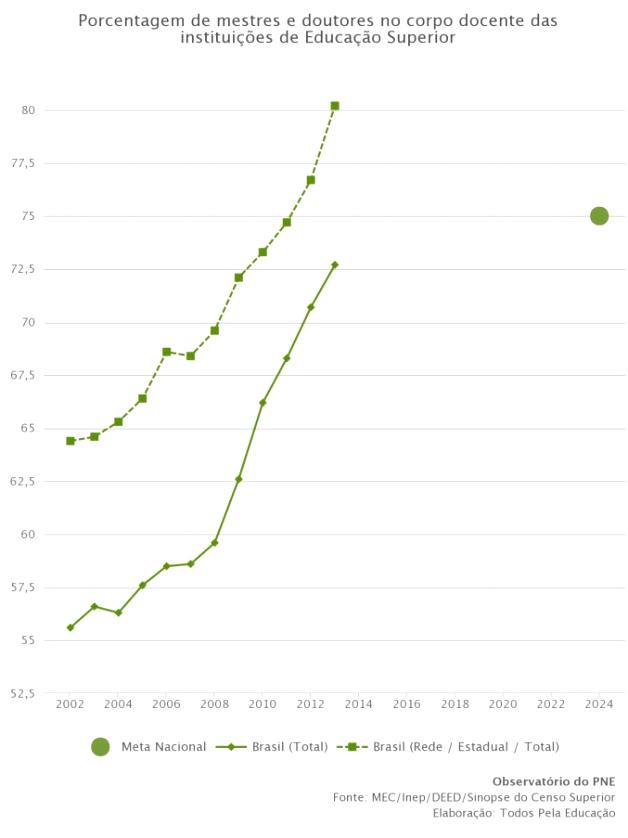 Porcentagem de mestres e doutores no corpo docente das
instituições de Educação Superior
80
77,5
75
72,5
70
67,5
65
62,5
60
57,5
55
52,5
2002 2004 2006 2008 2010 2012 2014 2016 2018 2020 2022 2024
Meta Nacional Brasil (Total) Brasil (Rede / Estadual / Total)
Observatório do PNE
Fonte: MEC/Inep/DEED/Sinopse do Censo Superior
Elaboração: Todos Pela Educação